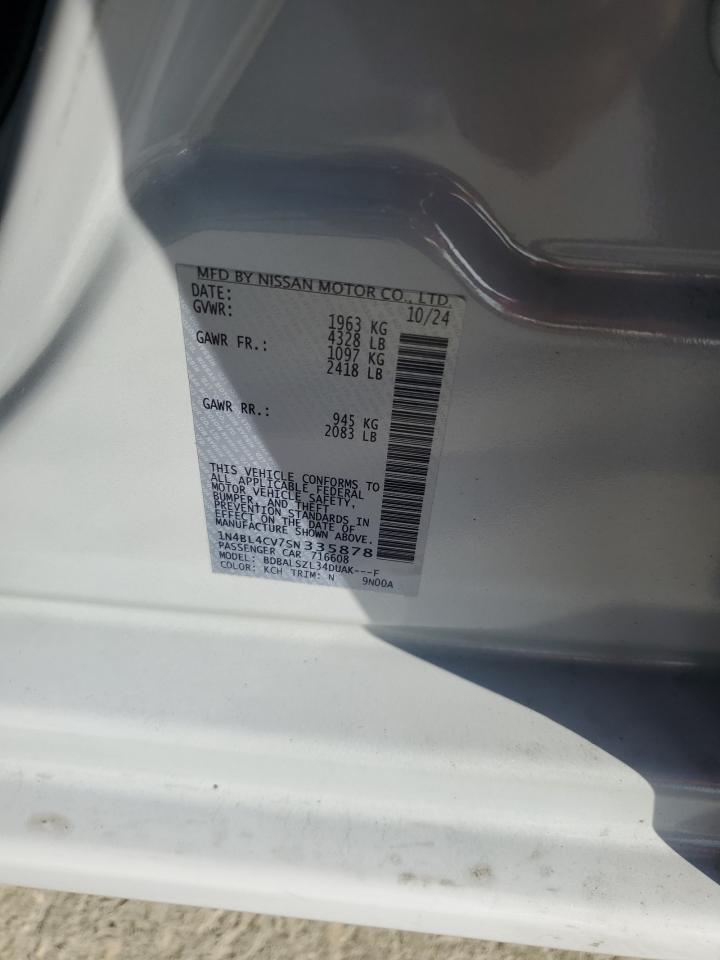 MFD BY NISSAN MOTOR CO., LTD.
DATE: 10/24
GVWR: 1963 KG
4328 LB
GAWR FR.: 1097 KG
2418 LB
GAWR RR.: 945 KG
2083 LB
THIS VEHICLE CONFORMS TO
ALL APPLICABLE FEDERAL
MOTOR VEHICLE SAFETY,
BUMPER, AND THEFT
PREVENTION STANDARDS IN
EFFECT ON THE DATE OF
MANUFACTURE SHOWN ABOVE.
1N4BL4CV7SN335878
PASSENGER CAR 716608
MODEL: BDBALSZL34DUAK---F
COLOR: KCH TRIM: N 9N00A